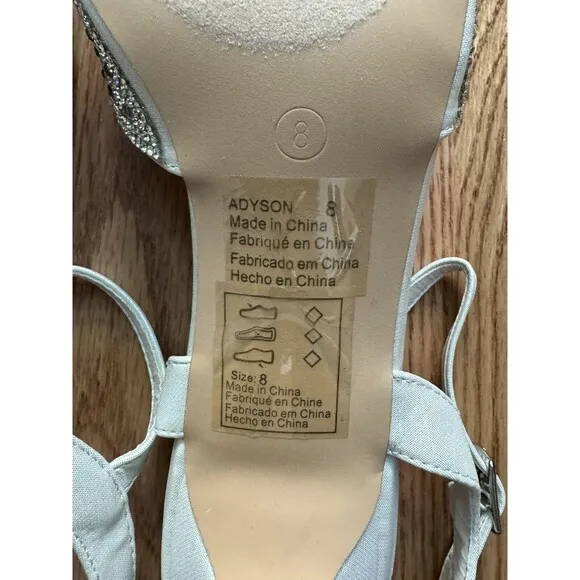 8
ADYSON 8
Made in China
Fabriqué en Chine
Fabricado em China
Hecho en China
Size: 8
Made in China
Fabriqué en Chine
Fabricado em China
Hecho en China